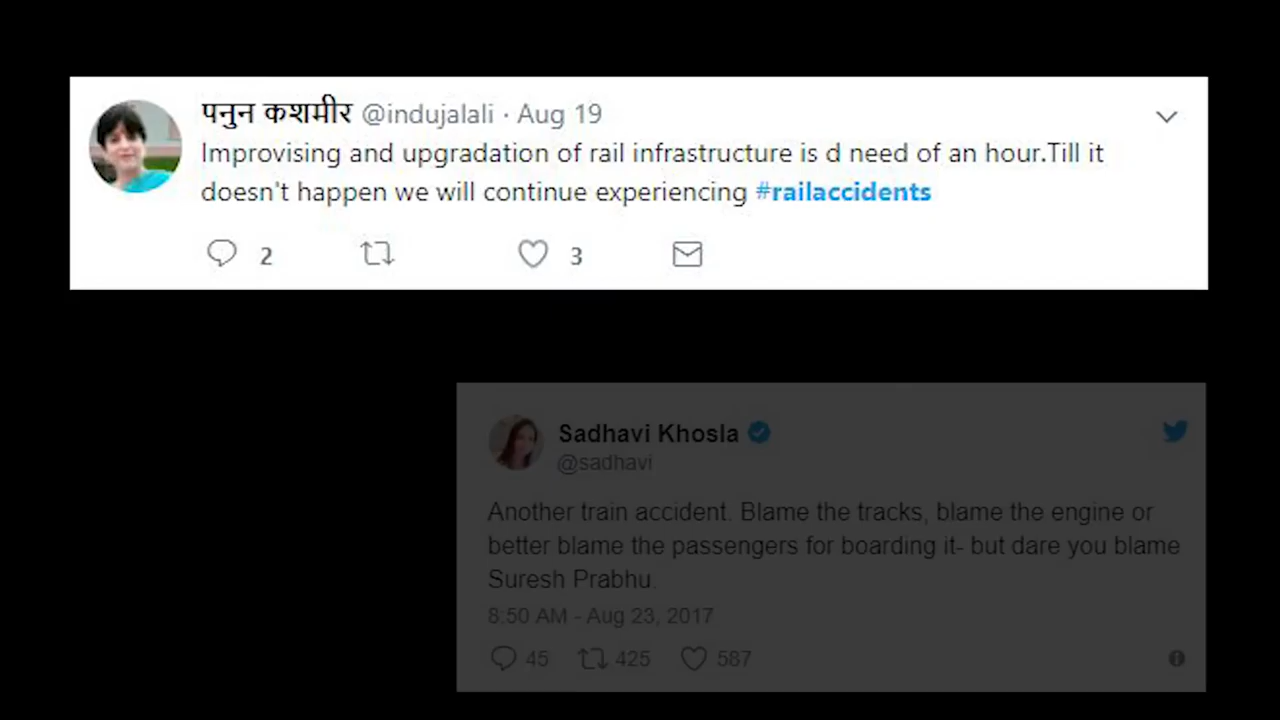 पनुन कशमीर @indujalali · Aug 19
Improvising and upgradation of rail infrastructure is d need of an hour.Till it
doesn't happen we will continue experiencing #railaccidents
2 3
Sadhavi Khosla
@sadhavi
Another train accident. Blame the tracks, blame the engine or
better blame the passengers for boarding it- but dare you blame
Suresh Prabhu.
8:50 AM - Aug 23, 2017
45 425 587